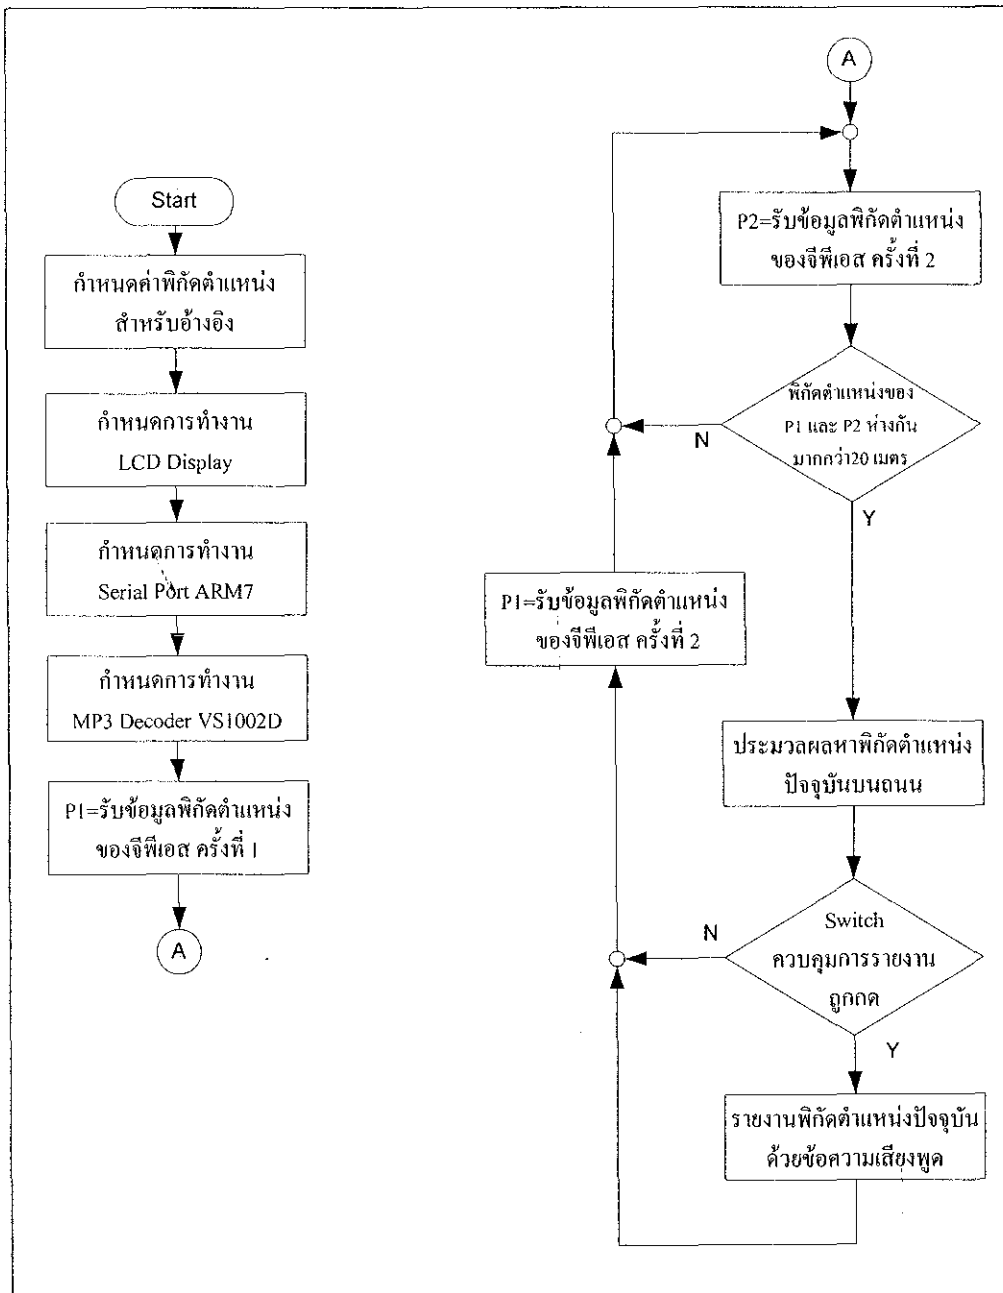 Start
กำหนดค่าพิกัดตำแหน่ง
สำหรับอ้างอิง
กำหนดการทำงาน
LCD Display
กำหนดการทำงาน
Serial Port ARM7
กำหนดการทำงาน
MP3 Decoder VS1002D
P1=รับข้อมูลพิกัดตำแหน่ง
ของจีพีเอส ครั้งที่ 1
A
A
P2=รับข้อมูลพิกัดตำแหน่ง
ของจีพีเอส ครั้งที่ 2
พิกัดตำแหน่งของ
P1 และ P2 ห่างกัน
มากกว่า20 เมตร
N
Y
P1=รับข้อมูลพิกัดตำแหน่ง
ของจีพีเอส ครั้งที่ 2
ประมวลผลหาพิกัดตำแหน่ง
ปัจจุบันบนถนน
Switch
ควบคุมการรายงาน
ถูกกด
N
Y
รายงานพิกัดตำแหน่งปัจจุบัน
ด้วยข้อความเสียงพูด